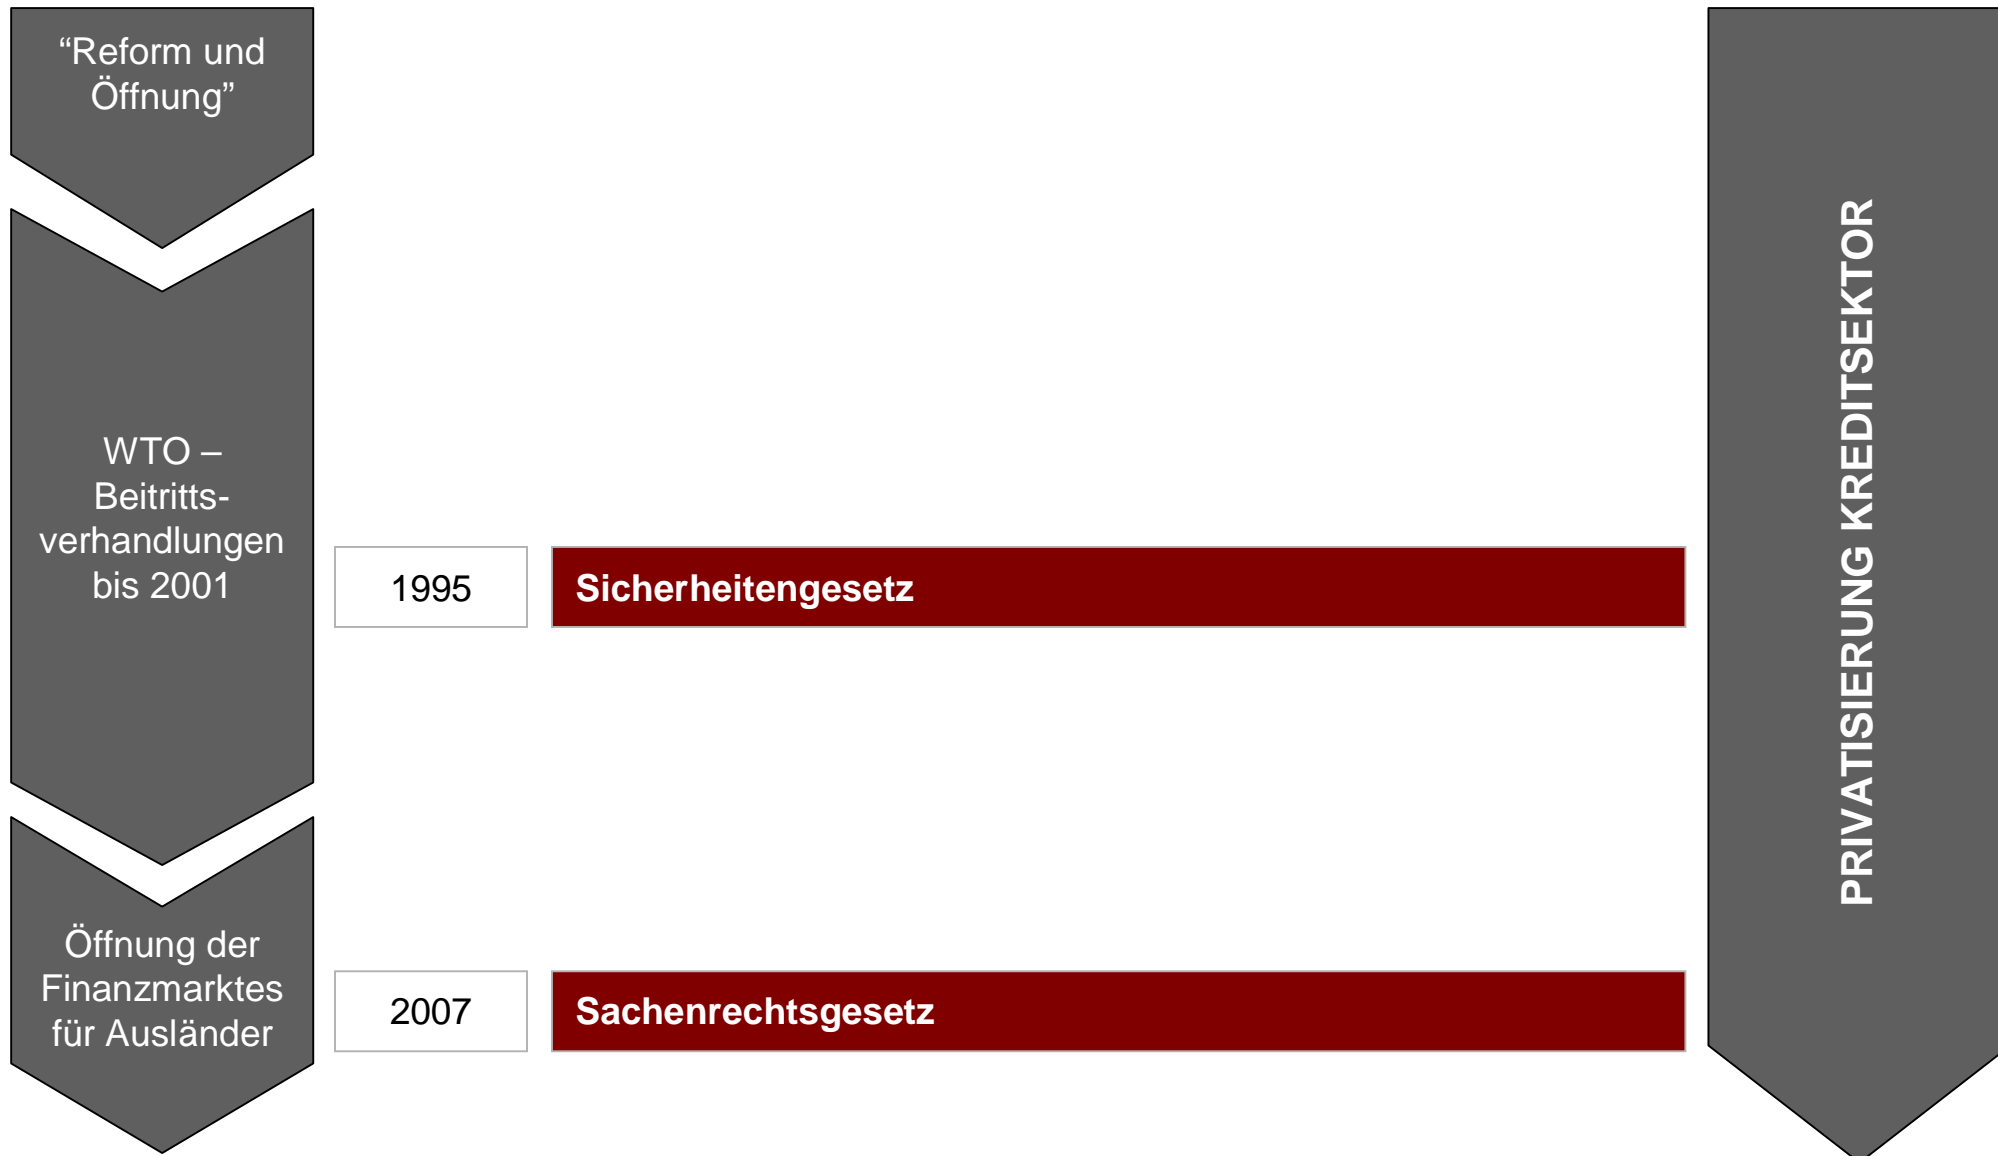 “Reform und
Öffnung”
WTO –
Beitritts-
verhandlungen
bis 2001
1995
Sicherheitengesetz
Öffnung der
Finanzmarktes
für Ausländer
2007
Sachenrechtsgesetz
PRIVATISIERUNG KREDITSEKTOR